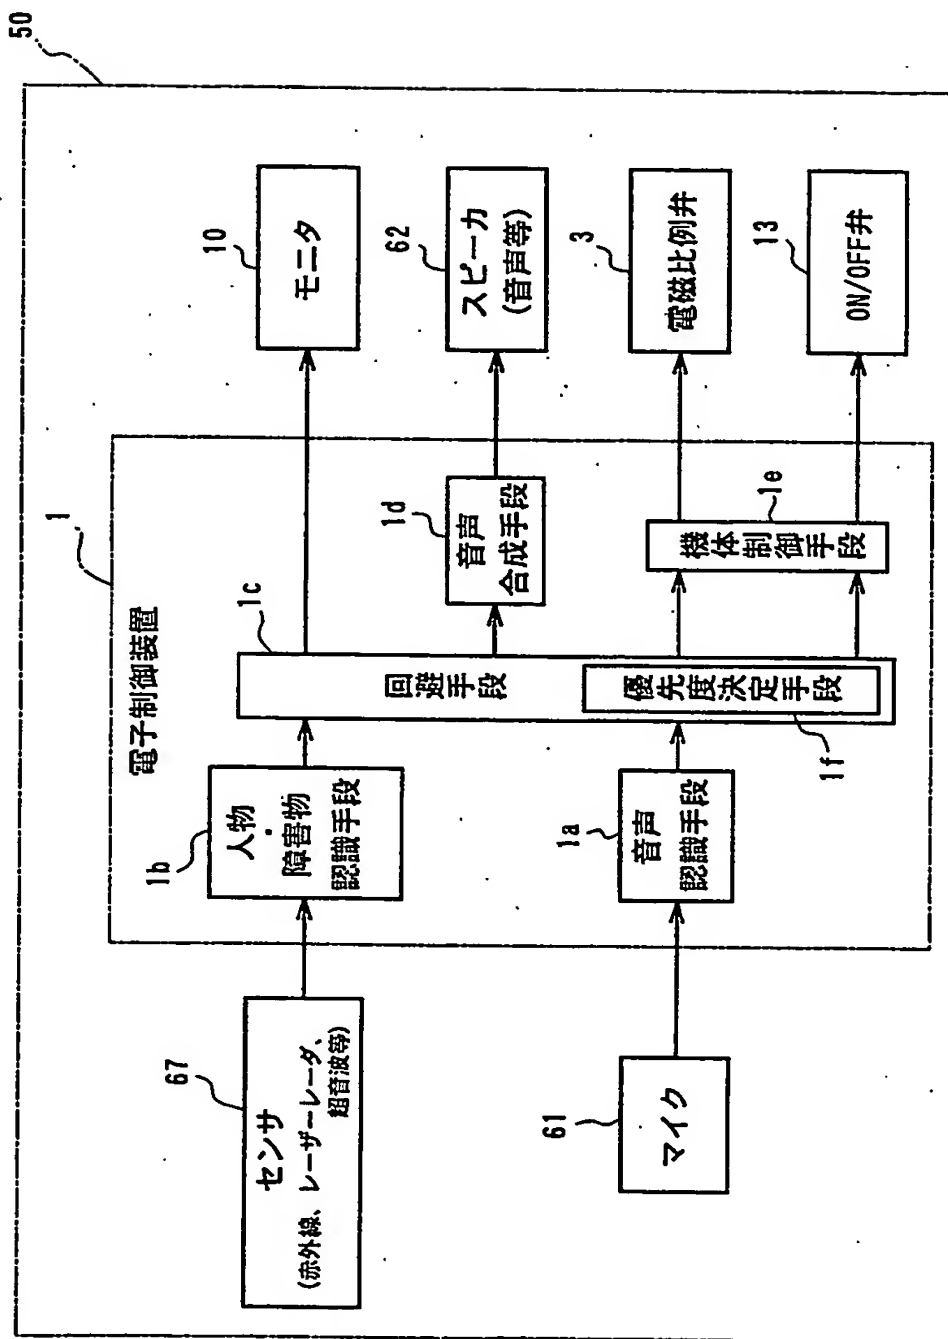 50
1
電子制御装置
67
センサ
(赤外線、レーザーレーダ、
超音波等)
1b
人物
・
障害物
認識手段
1c
回避手段
10
モニタ
1d
音声
合成手段
62
スピーカ
(音声等)
61
マイク
1a
音声
認識手段
優先度決定手段
1f
機体制御手段
1e
3
電磁比例弁
13
ON/OFF弁